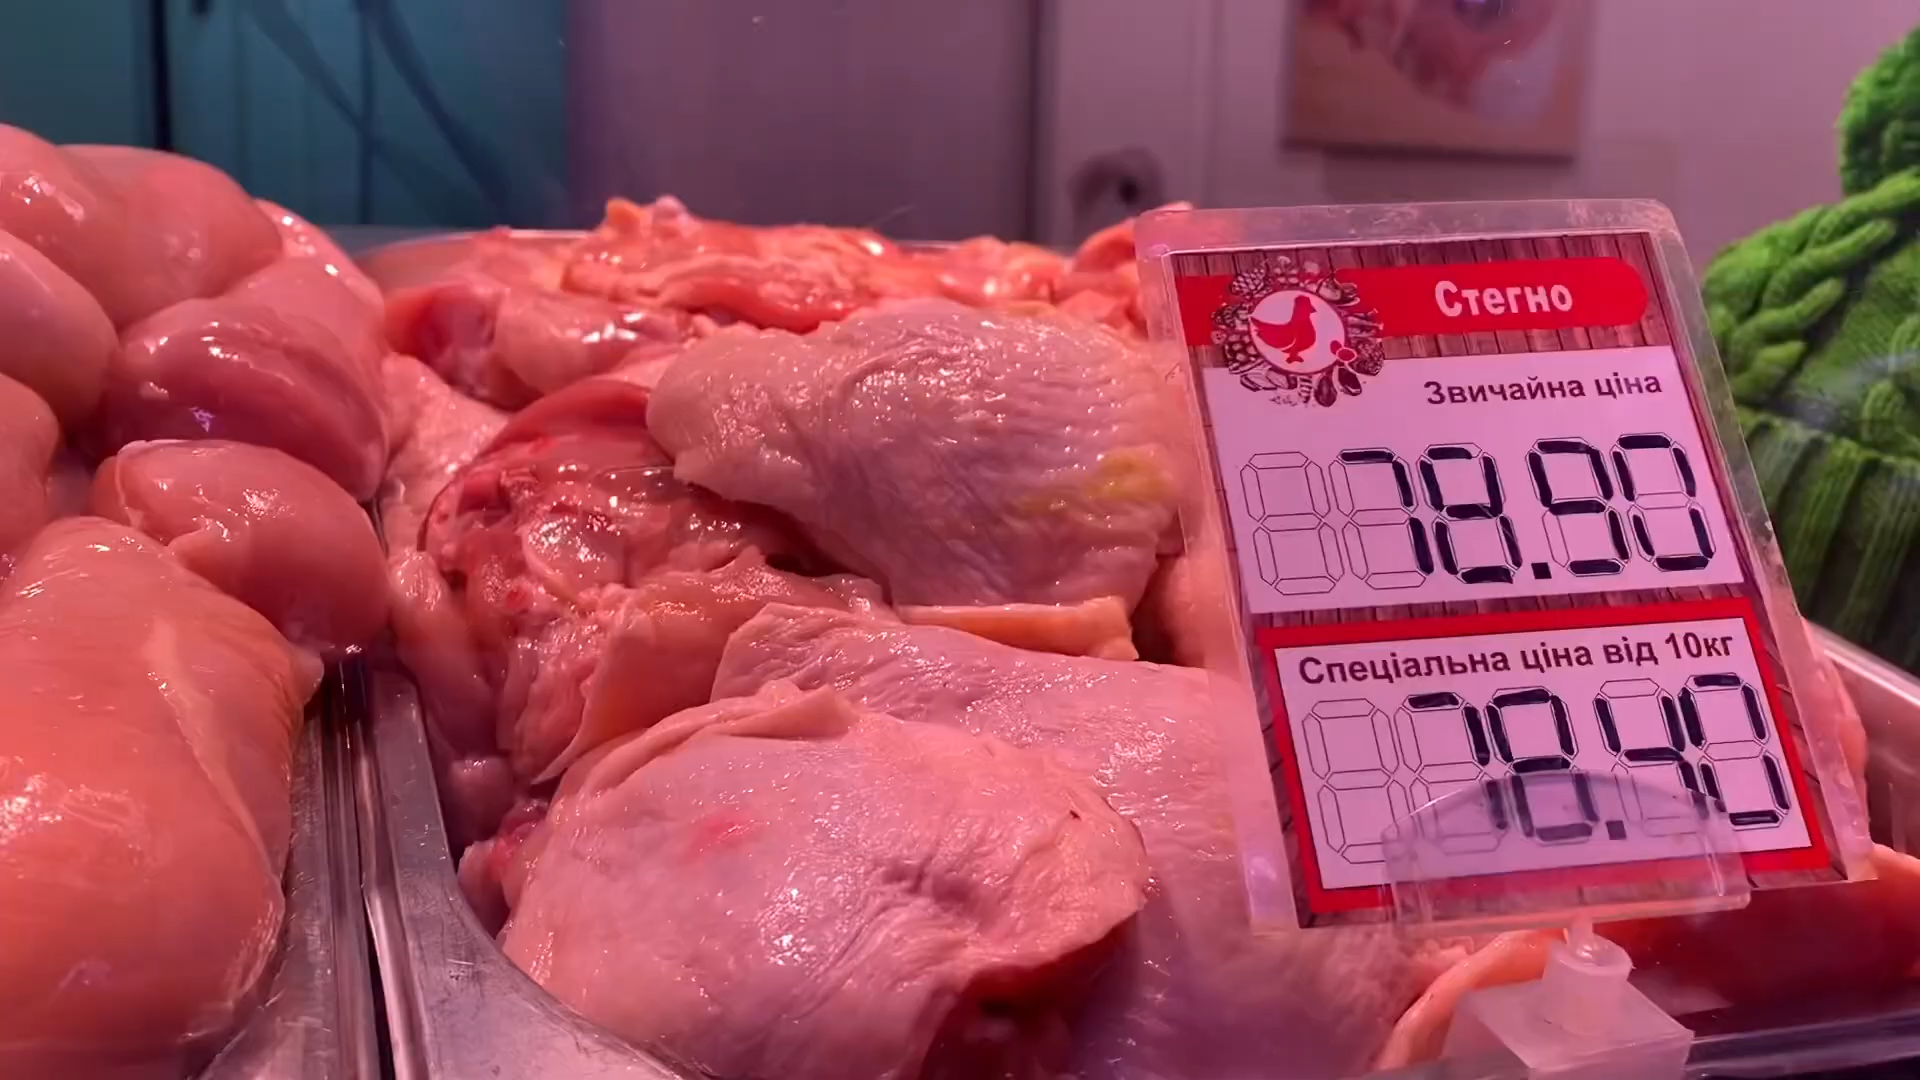 Стегно
Звичайна ціна
78.90
Спеціальна ціна від 10кг
78.40